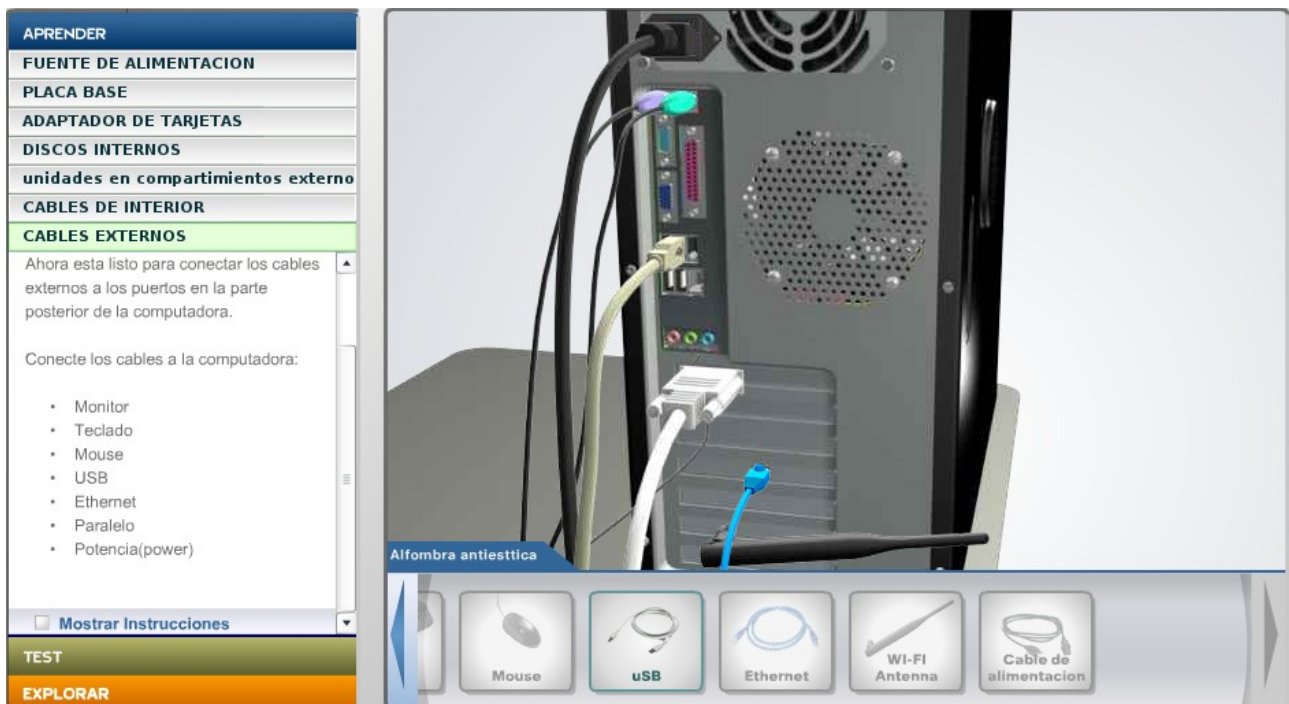 APRENDER
FUENTE DE ALIMENTACION
PLACA BASE
ADAPTADOR DE TARJETAS
DISCOS INTERNOS
unidades en compartimientos externo
CABLES DE INTERIOR
CABLES EXTERNOS
Ahora esta listo para conectar los cables
externos a los puertos en la parte
posterior de la computadora.
Conecte los cables a la computadora:
• Monitor
• Teclado
• Mouse
• USB
• Ethernet
• Paralelo
• Potencia(power)
Mostrar Instrucciones
TEST
EXPLORAR
Alfombra antiesttica
Mouse
uSB
Ethernet
WI-FI
Antenna
Cable de
alimentacion